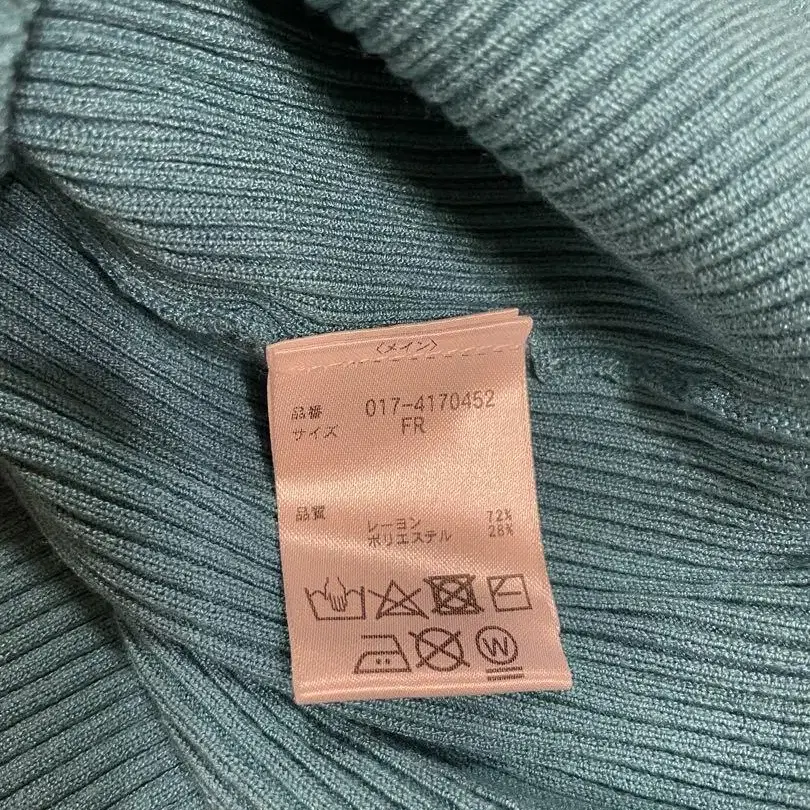 〈メイン〉
品番 017-4170452
サイズ FR
品質 レーヨン 72%
ポリエステル 28%
W